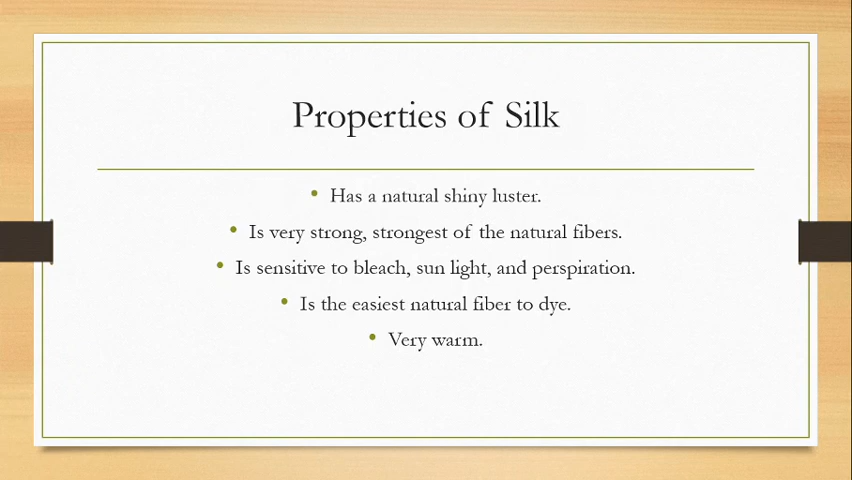 Properties of Silk
• Has a natural shiny luster.
• Is very strong, strongest of the natural fibers.
• Is sensitive to bleach, sun light, and perspiration.
• Is the easiest natural fiber to dye.
• Very warm.